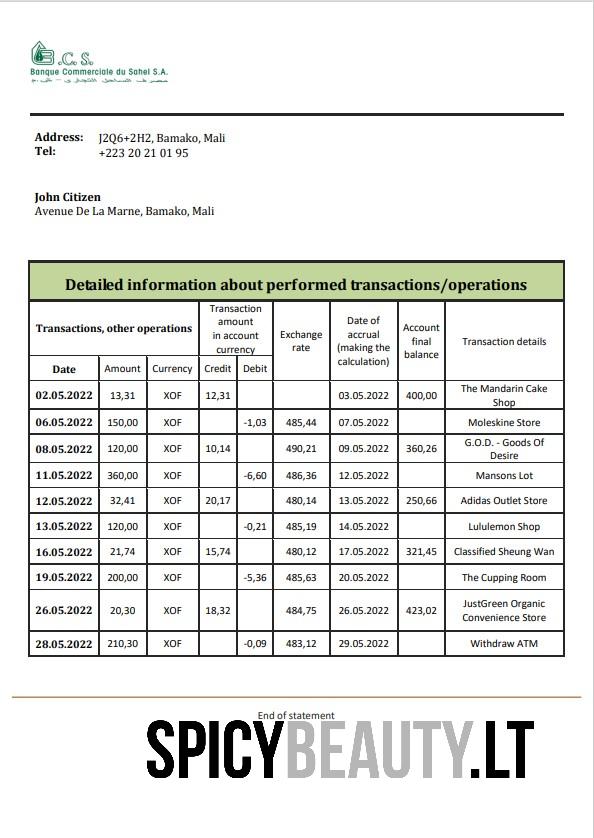 B.C.S.
Banque Commerciale du Sahel S.A.
Address: J2Q6+2H2, Bamako, Mali
Tel: +223 20 21 01 95
John Citizen
Avenue De La Marne, Bamako, Mali
Detailed information about performed transactions/operations
Transactions, other operations
Transaction
amount
in account
currency
Exchange
rate
Date of
accrual
(making the
calculation)
Account
final
balance
Transaction details
Date Amount Currency Credit Debit
02.05.2022 13,31 XOF 12,31 03.05.2022 400,00 The Mandarin Cake
Shop
06.05.2022 150,00 XOF -1,03 485,44 07.05.2022 Moleskine Store
08.05.2022 120,00 XOF 10,14 490,21 09.05.2022 360,26 G.O.D. - Goods Of
Desire
11.05.2022 360,00 XOF -6,60 486,36 12.05.2022 Mansons Lot
12.05.2022 32,41 XOF 20,17 480,14 13.05.2022 250,66 Adidas Outlet Store
13.05.2022 120,00 XOF -0,21 485,19 14.05.2022 Lululemon Shop
16.05.2022 21,74 XOF 15,74 480,12 17.05.2022 321,45 Classified Sheung Wan
19.05.2022 200,00 XOF -5,36 485,63 20.05.2022 The Cupping Room
26.05.2022 20,30 XOF 18,32 484,75 26.05.2022 423,02 JustGreen Organic
Convenience Store
28.05.2022 210,30 XOF -0,09 483,12 29.05.2022 Withdraw ATM
End of statement
SPICYBEAUTY.LT